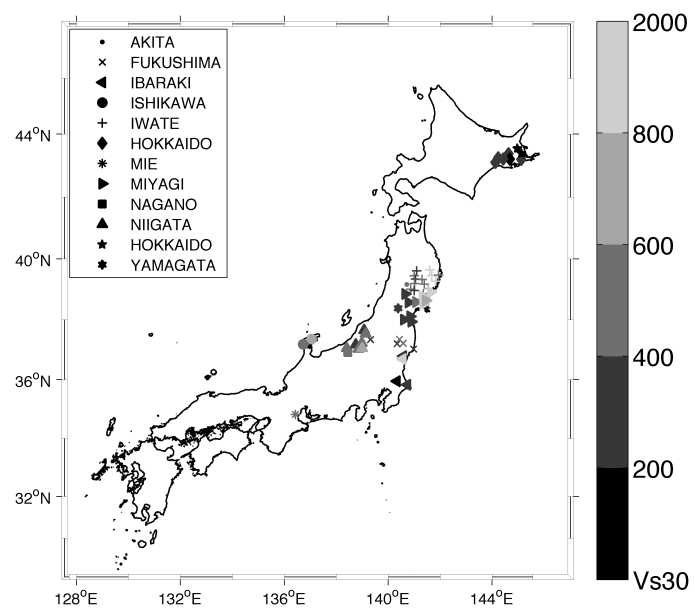 AKITA
FUKUSHIMA
IBARAKI
ISHIKAWA
IWATE
HOKKAIDO
MIE
MIYAGI
NAGANO
NIIGATA
HOKKAIDO
YAMAGATA
44°N
40°N
36°N
32°N
128°E 132°E 136°E 140°E 144°E
2000
800
600
400
200
Vs30